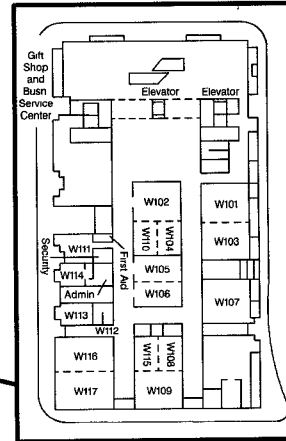 Gift
Shop
and
Busn
Service
Center
Elevator
Elevator
W102
W101
W110
W104
W103
First Aid
Security
W111
W105
W114
W106
Admin
W107
W113
W112
W116
W115
W108
W117
W109